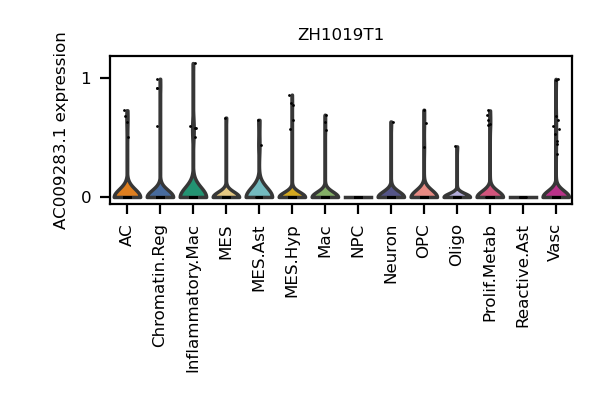 ZH1019T1
AC009283.1 expression
1
0
AC
Chromatin.Reg
Inflammatory.Mac
MES
MES.Ast
MES.Hyp
Mac
NPC
Neuron
OPC
Oligo
Prolif.Metab
Reactive.Ast
Vasc